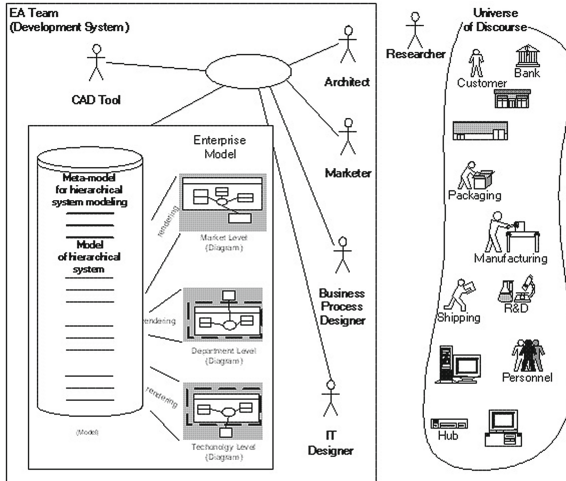 EA Team
(Development System)
CAD Tool
Architect
Marketer
Business
Process
Designer
IT
Designer
Enterprise
Model
Meta-model
for hierarchical
system modeling
Model
of hierarchical
system
(Model)
rendering
Market Level
(Diagram)
rendering
Department Level
(Diagram)
rendering
Techonolgy Level
(Diagram)
Researcher
Universe
of Discourse
Customer
Bank
Packaging
Manufacturing
Shipping
R&D
Personnel
Hub